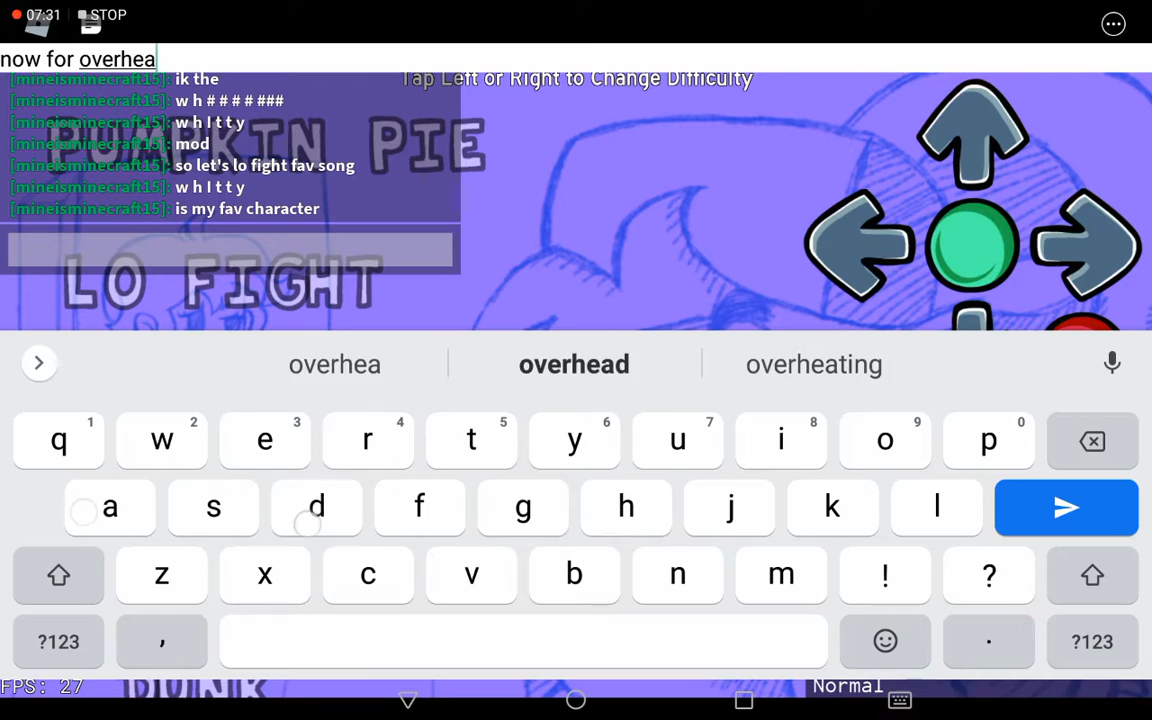 07:31 STOP
now for overhea
[mineisminecraft15]: ik the
Tap Left or Right to Change Difficulty
[mineisminecraft15]: w h # # # # ###
[mineisminecraft15]: w h I t t y
[mineisminecraft15]: mod
[mineisminecraft15]: so let's lo fight fav song
[mineisminecraft15]: w h I t t y
[mineisminecraft15]: is my fav character
PUMPKIN PIE
LO FIGHT
overhea overhead overheating
q 1 w 2 e 3 r 4 t 5 y 6 u 7 i 8 o 9 p 0
a s d f g h j k l
z x c v b n m ! ?
?123 , . ?123
FPS: 27
Normal